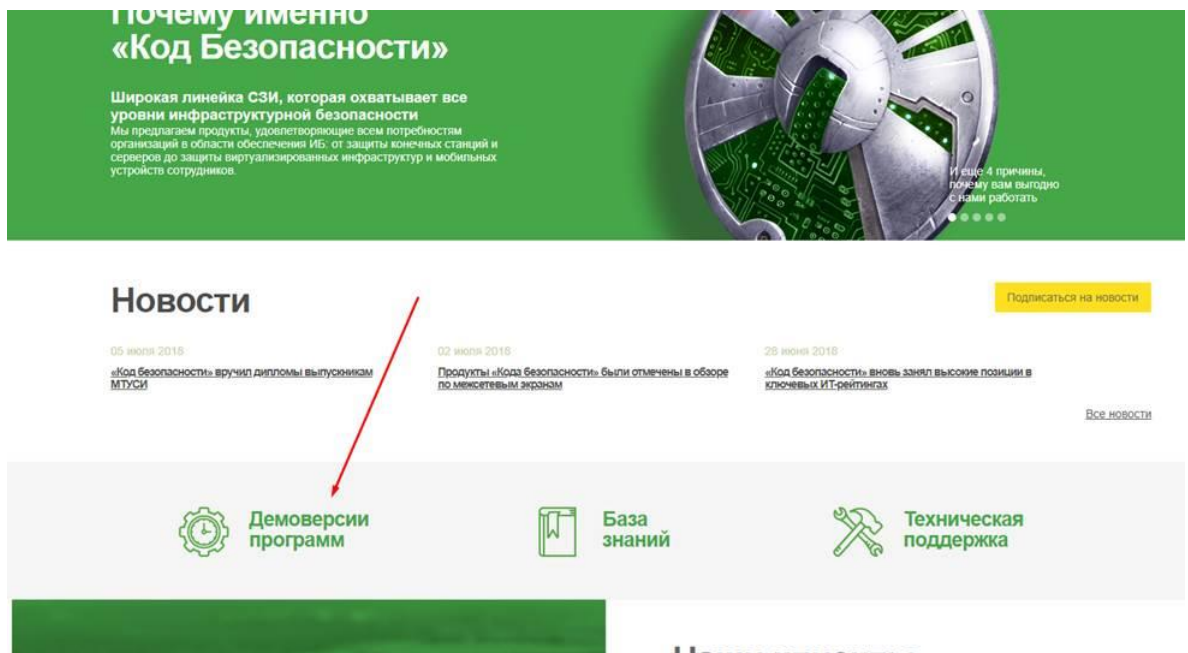 Почему именно
«Код Безопасности»
Широкая линейка СЗИ, которая охватывает все
уровни инфраструктурной безопасности
Мы предлагаем продукты, удовлетворяющие всем потребностям
организаций в области обеспечения ИБ: от защиты конечных станций и
серверов до защиты виртуализированных инфраструктур и мобильных
устройств сотрудников.
И еще 4 причины,
почему вам выгодно
с нами работать
Новости
Подписаться на новости
05 июля 2018
«Код безопасности» вручил дипломы выпускникам
МТУСИ
02 июля 2018
Продукты «Кода безопасности» были отмечены в обзоре
по межсетевым экранам
28 июня 2018
«Код безопасности» вновь занял высокие позиции в
ключевых ИТ-рейтингах
Все новости
Демоверсии
программ
База
знаний
Техническая
поддержка